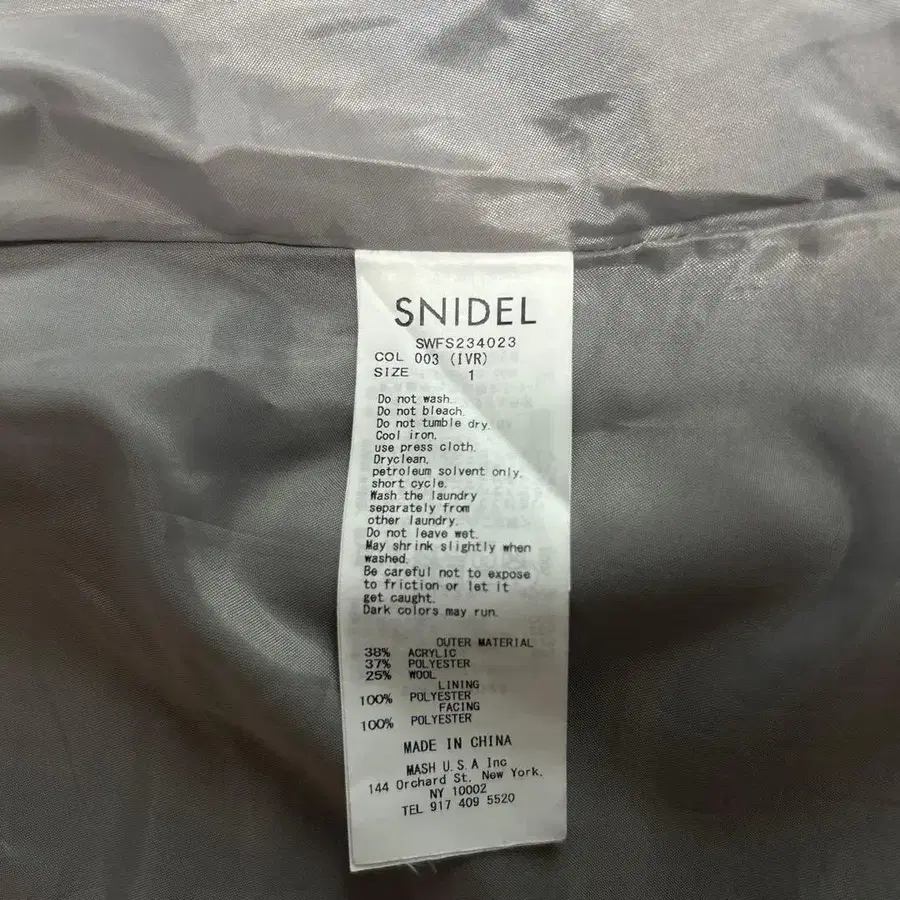 SNIDEL
SWFS234023
COL 003 (IVR)
SIZE 1
Do not wash.
Do not bleach.
Do not tumble dry.
Cool iron,
use press cloth.
Dryclean,
petroleum solvent only,
short cycle.
Wash the laundry
separately from
other laundry.
Do not leave wet.
May shrink slightly when
washed.
Be careful not to expose
to friction or let it
get caught.
Dark colors may run.
OUTER MATERIAL
38% ACRYLIC
37% POLYESTER
25% WOOL
LINING
100% POLYESTER
FACING
100% POLYESTER
MADE IN CHINA
MASH U.S.A Inc
144 Orchard St. New York.
NY 10002
TEL 917 409 5520